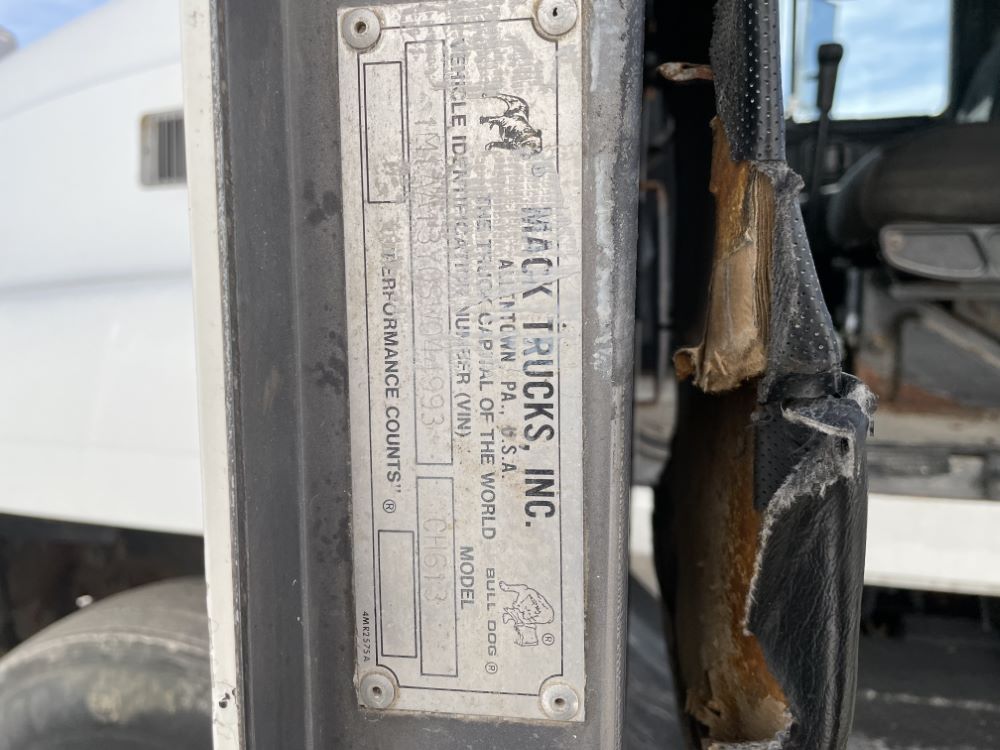 MACK TRUCKS, INC.
ALLNTOWN PA., U.S.A.
THE TRUCK CAPITAL OF THE WORLD
BULL DOG ®
®
VEHICLE IDENTIFICATION NUMBER (VIN)
MODEL
CH613
PERFORMANCE COUNTS" ®
4MR2575A